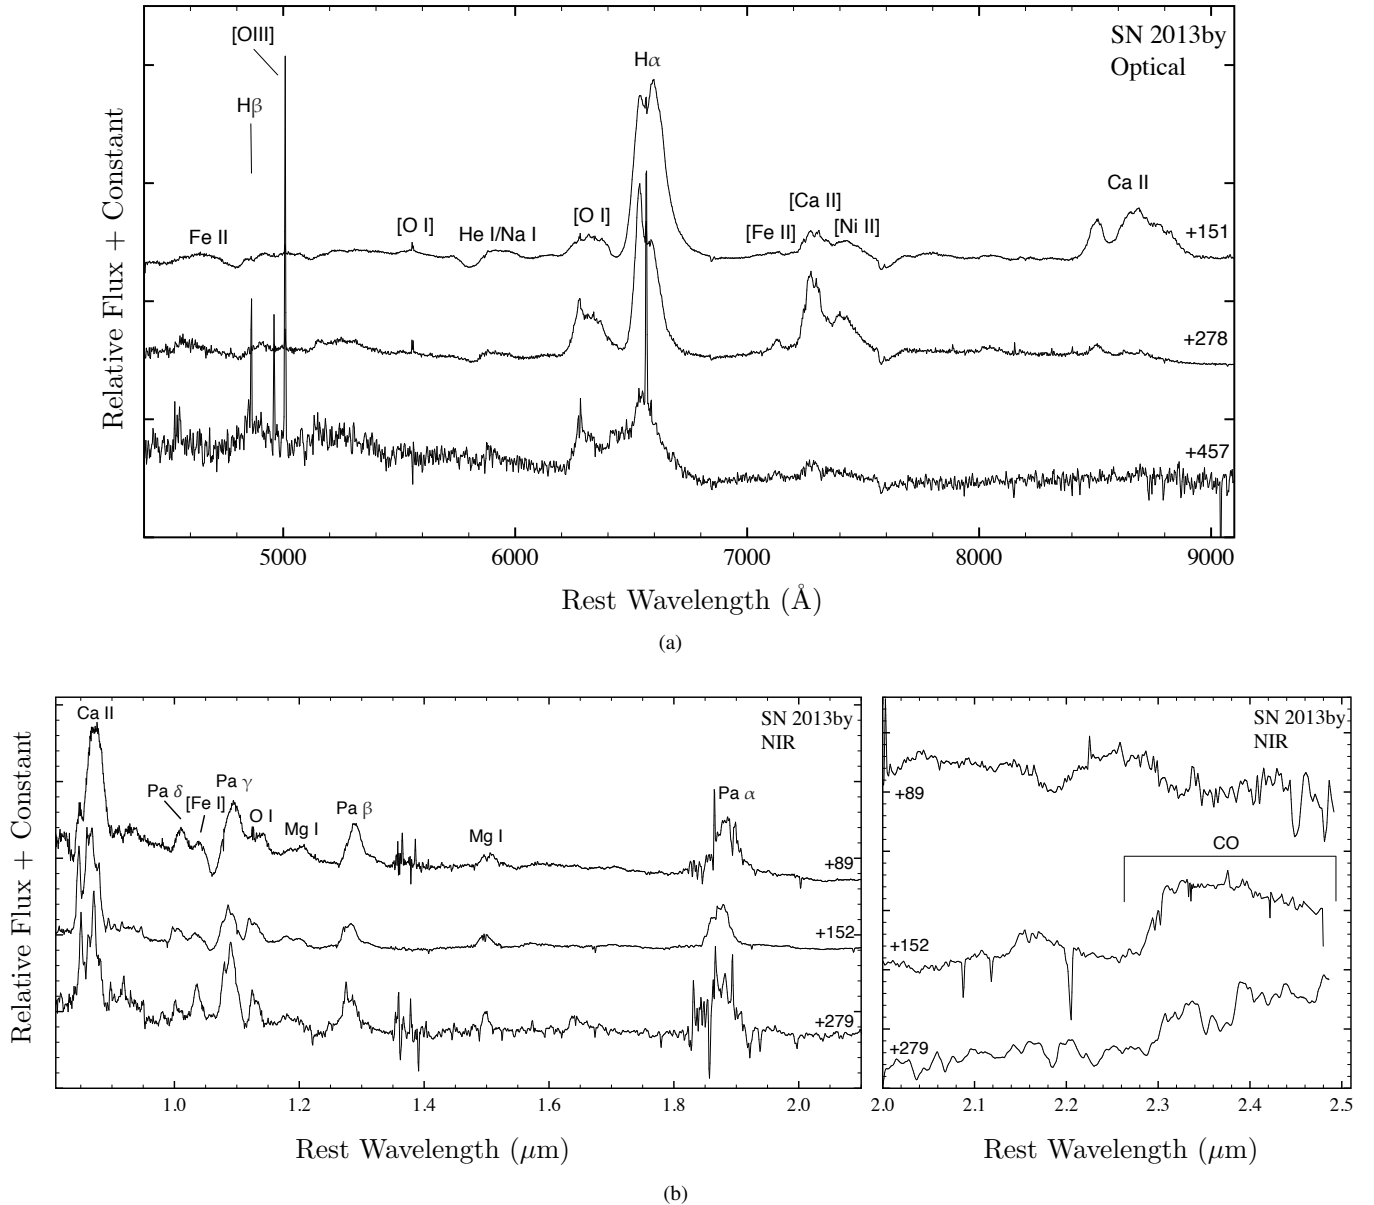 SN 2013by
Optical
[OIII]
Hβ
Hα
Fe II
[O I]
He I/Na I
[O I]
[Fe II]
[Ca II]
[Ni II]
Ca II
+151
+278
+457
Relative Flux + Constant
5000 6000 7000 8000 9000
Rest Wavelength (Å)
(a)
SN 2013by
NIR
Ca II
Pa δ
[Fe I]
Pa γ
O I
Mg I
Pa β
Mg I
Pa α
+89
+152
+279
Relative Flux + Constant
1.0 1.2 1.4 1.6 1.8 2.0
Rest Wavelength (μm)
SN 2013by
NIR
+89
CO
+152
+279
2.0 2.1 2.2 2.3 2.4 2.5
Rest Wavelength (μm)
(b)